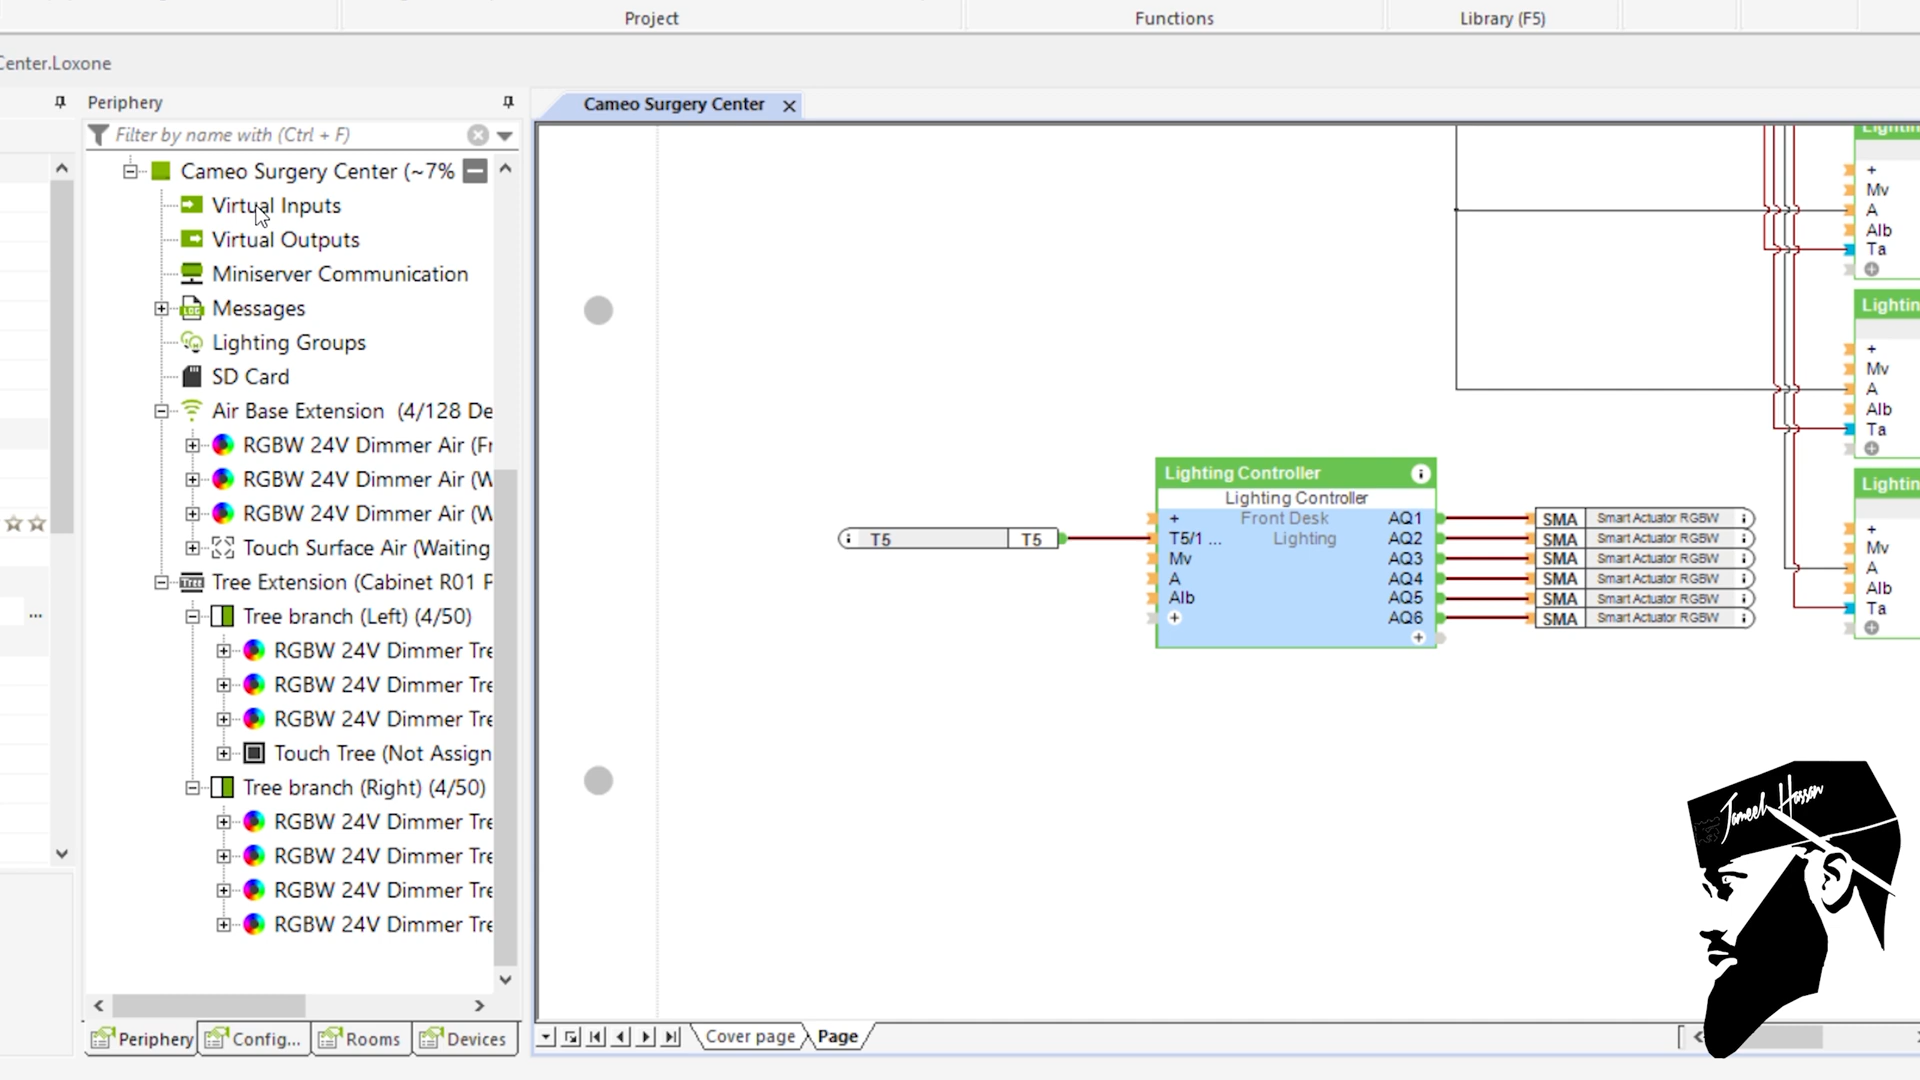 Project
Functions
Library (F5)
Center.Loxone
Periphery
Filter by name with (Ctrl + F)
Cameo Surgery Center (~7%
Virtual Inputs
Virtual Outputs
Miniserver Communication
Messages
Lighting Groups
SD Card
Air Base Extension (4/128 De
RGBW 24V Dimmer Air (Fr
RGBW 24V Dimmer Air (W
RGBW 24V Dimmer Air (W
Touch Surface Air (Waiting
Tree Extension (Cabinet R01 P
Tree branch (Left) (4/50)
RGBW 24V Dimmer Tre
RGBW 24V Dimmer Tre
RGBW 24V Dimmer Tre
Touch Tree (Not Assign
Tree branch (Right) (4/50)
RGBW 24V Dimmer Tre
RGBW 24V Dimmer Tre
RGBW 24V Dimmer Tre
RGBW 24V Dimmer Tre
...
Periphery
Config...
Rooms
Devices
Cameo Surgery Center
T5 T5
Lighting Controller
Lighting Controller
+ Front Desk AQ1
T5/1 ... Lighting AQ2
Mv AQ3
A AQ4
AIb AQ5
+ AQ6
+
SMA Smart Actuator RGBW
SMA Smart Actuator RGBW
SMA Smart Actuator RGBW
SMA Smart Actuator RGBW
SMA Smart Actuator RGBW
SMA Smart Actuator RGBW
Lightin
+
Mv
A
AIb
Ta
Lightin
+
Mv
A
AIb
Ta
Lightin
+
Mv
A
AIb
Ta
Cover page
Page
Jameel Hassan